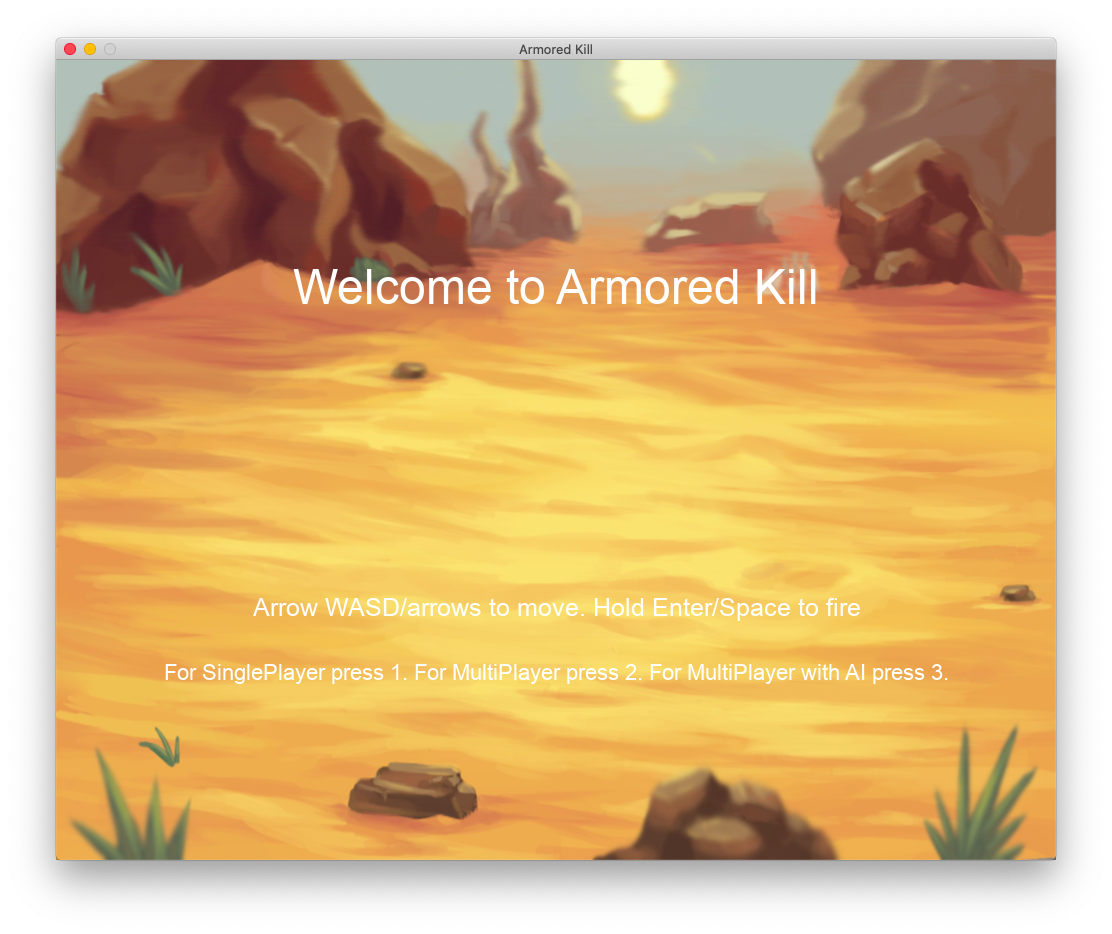 Armored Kill
Welcome to Armored Kill
Arrow WASD/arrows to move. Hold Enter/Space to fire
For SinglePlayer press 1. For MultiPlayer press 2. For MultiPlayer with AI press 3.